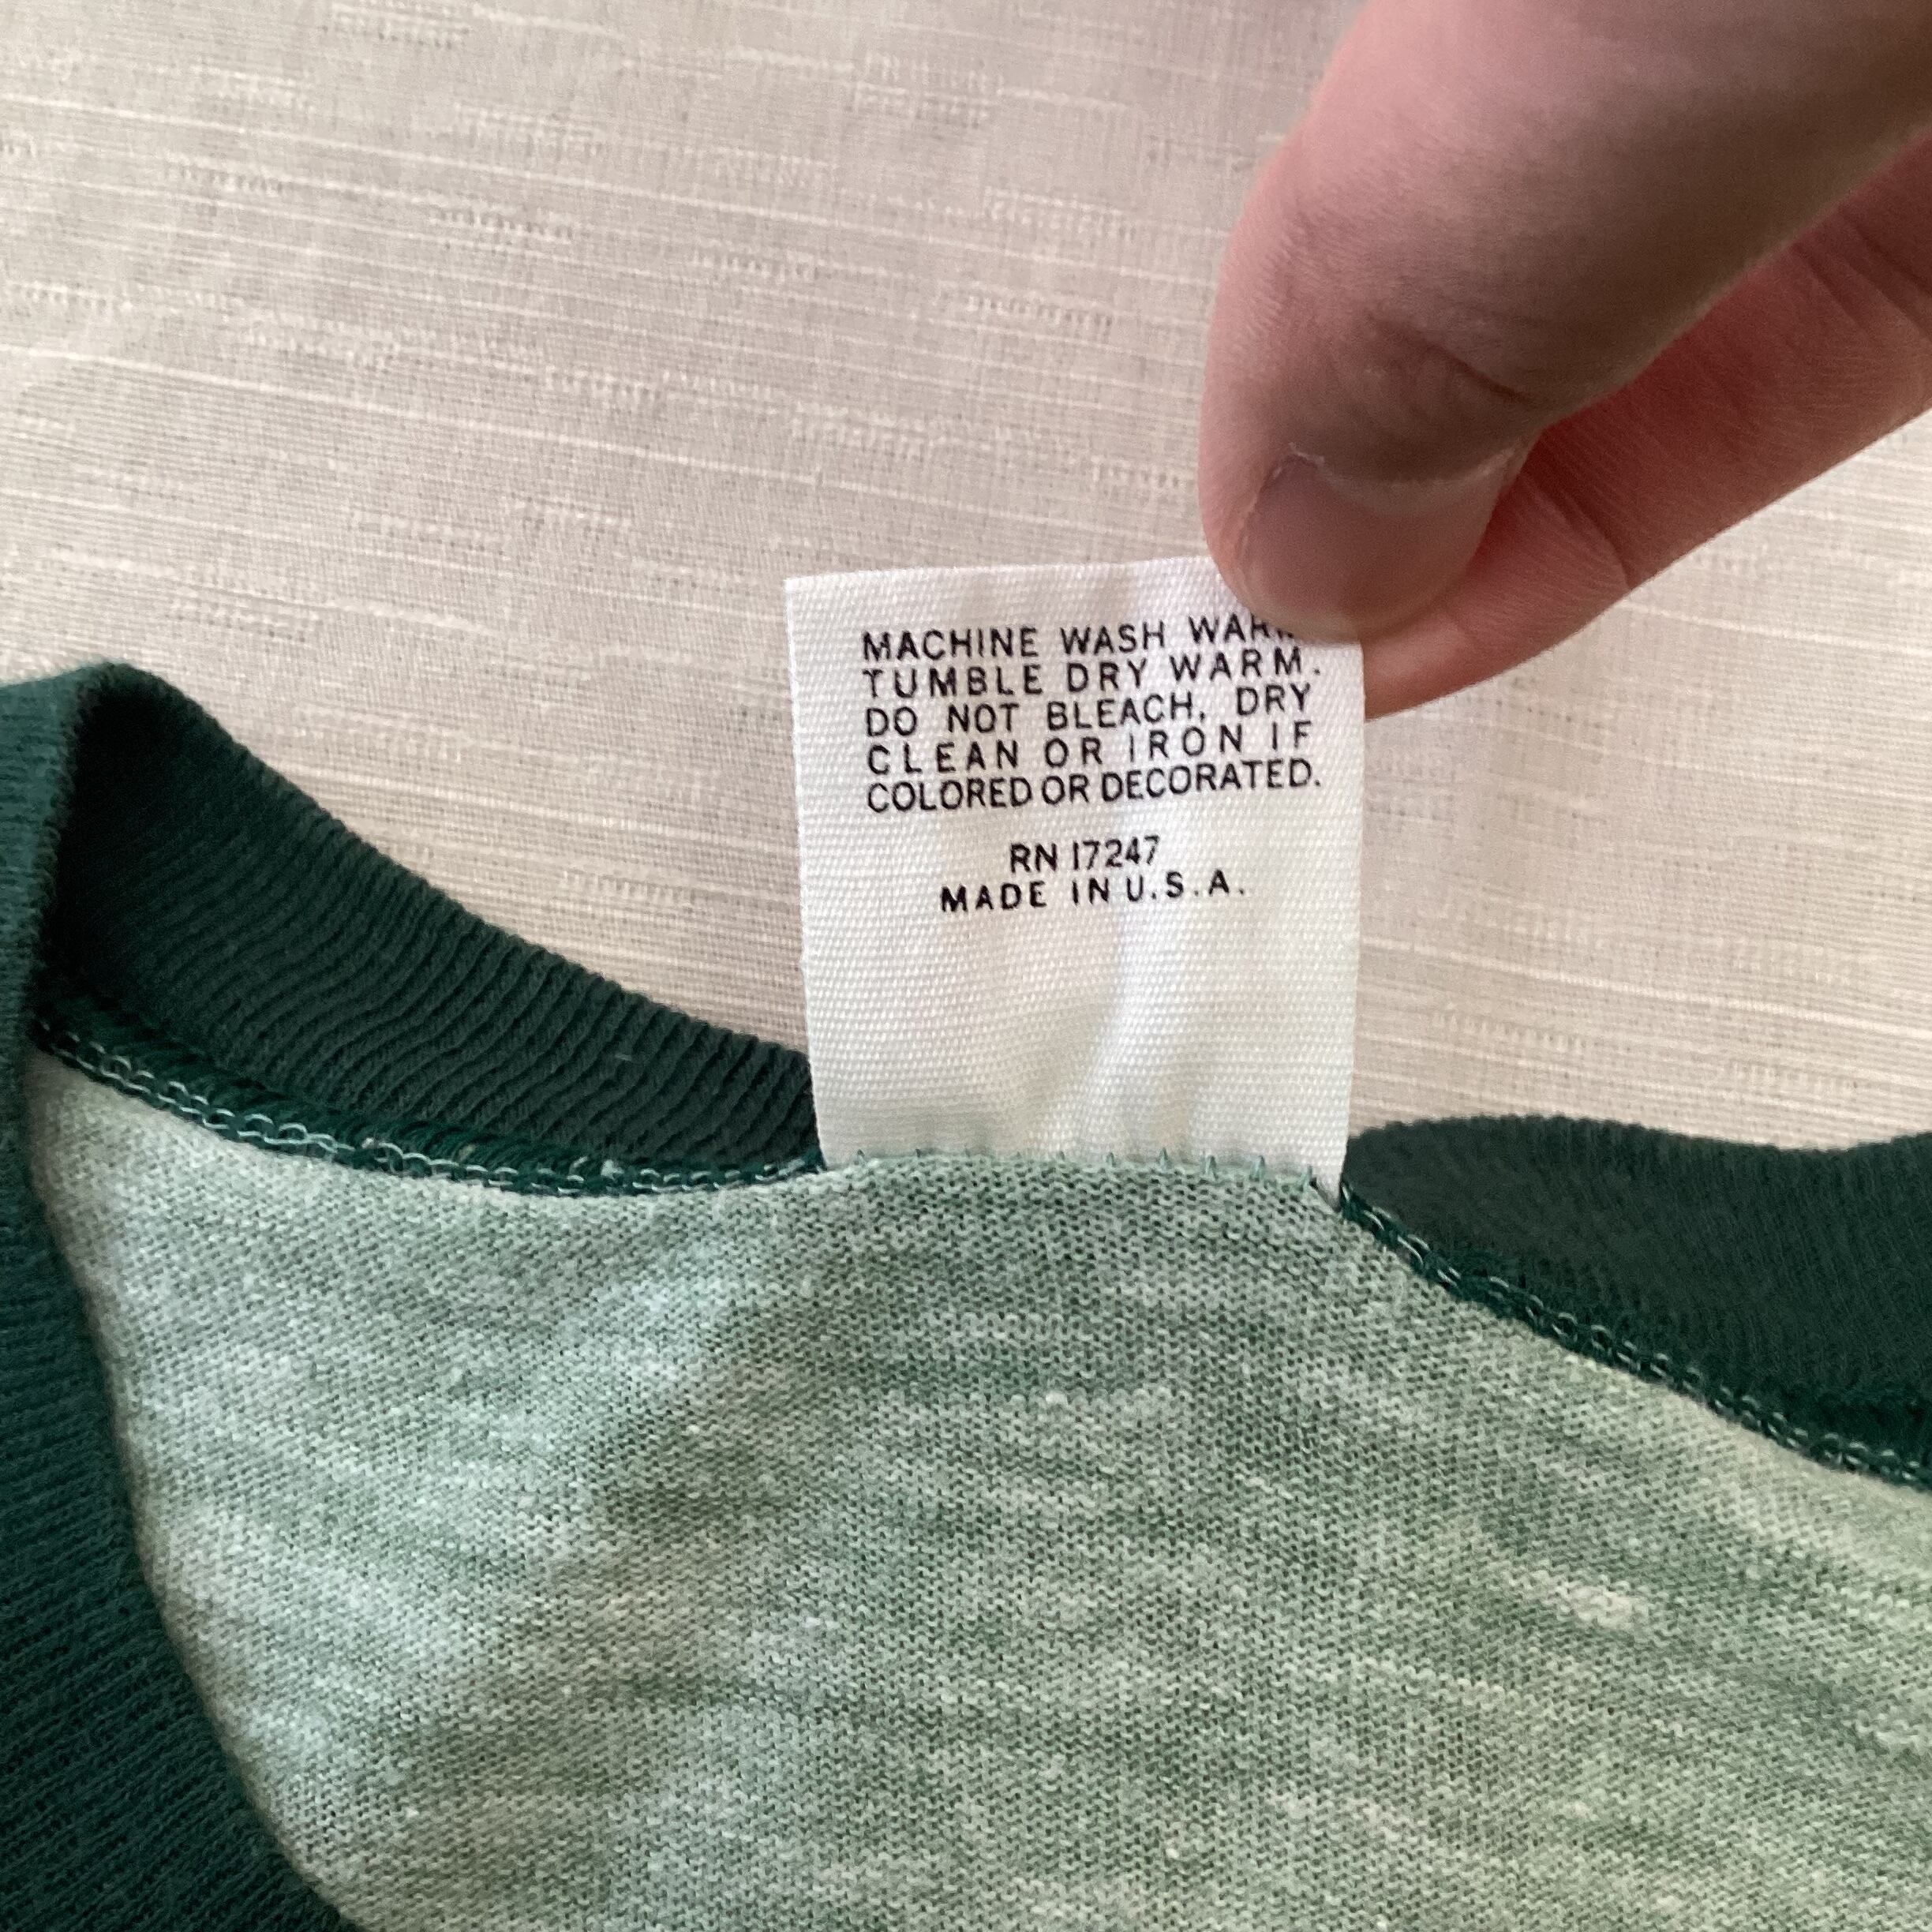 MACHINE WASH
TUMBLE DRY WARM.
DO NOT BLEACH. DRY
CLEAN OR IRON IF
COLORED OR DECORATED.
RN 17247
MADE IN U.S.A.